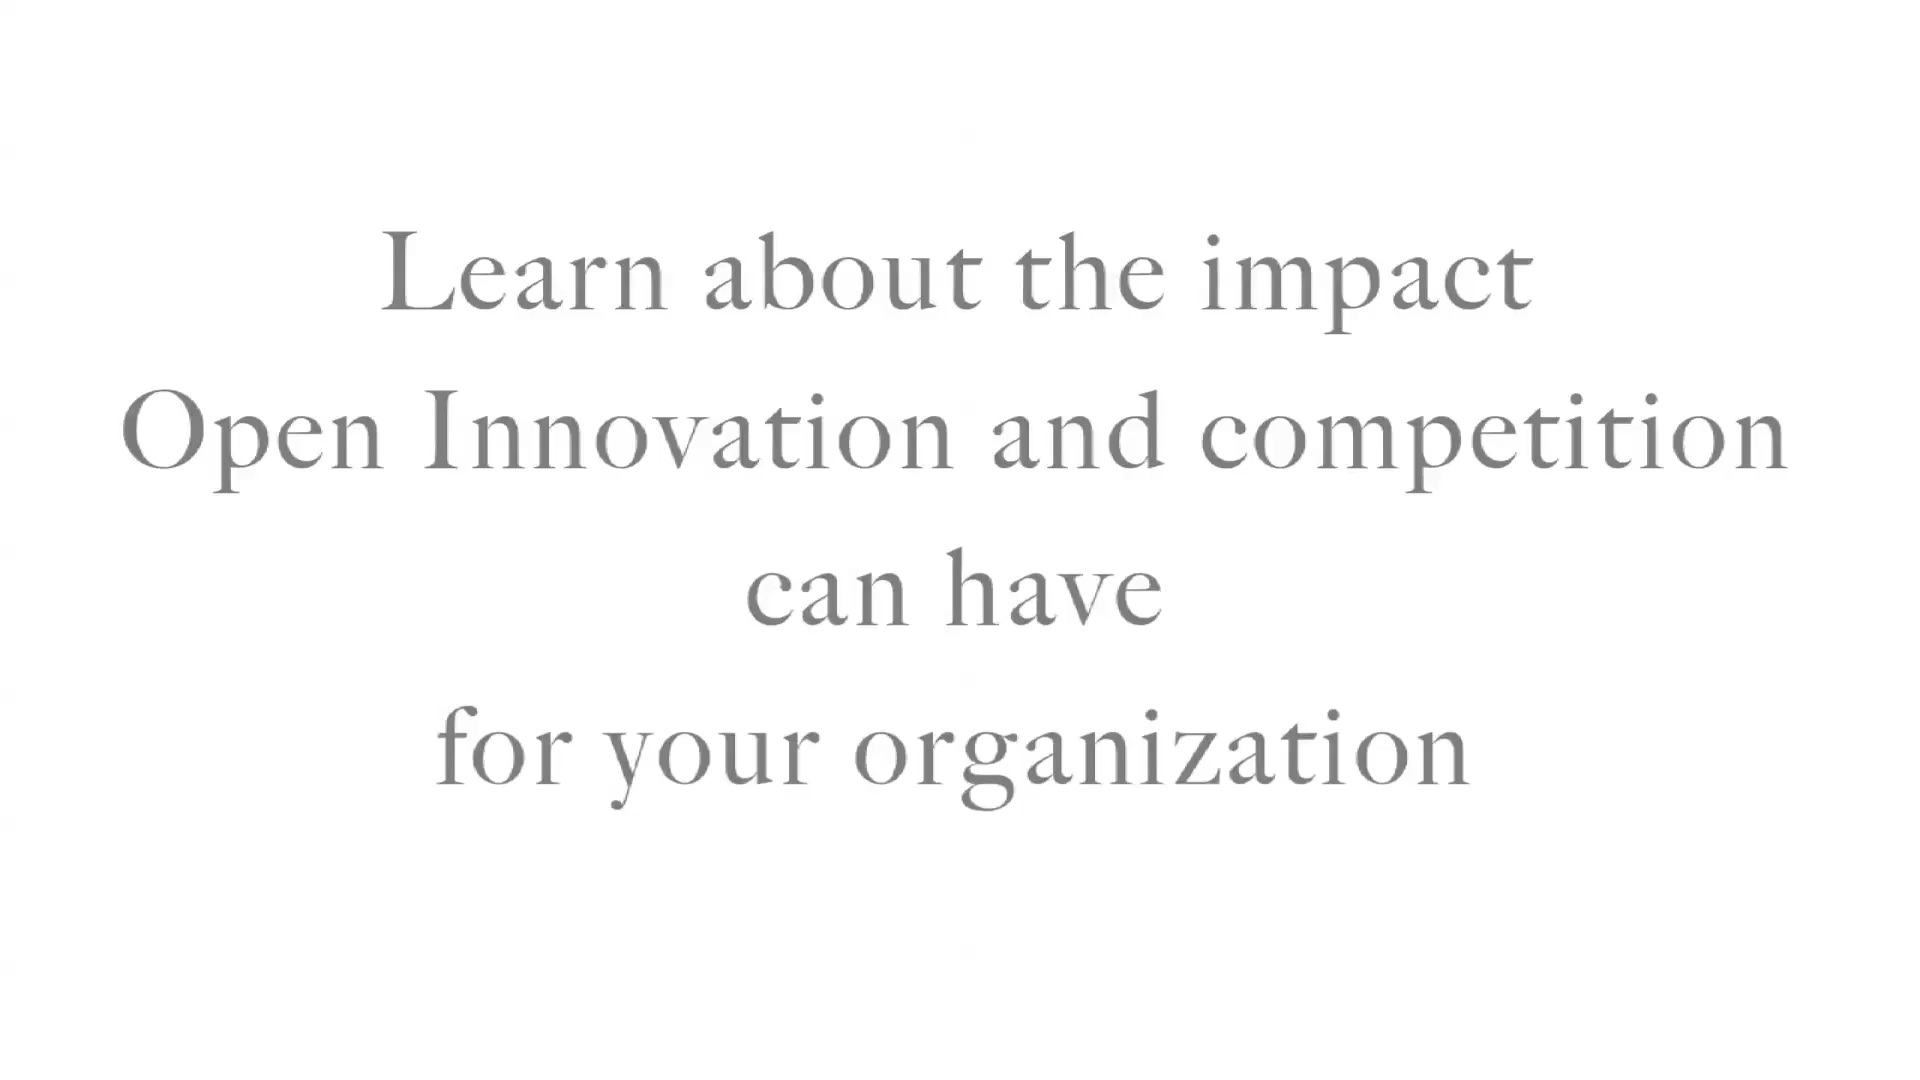 Learn about the impact
Open Innovation and competition
can have
for your organization